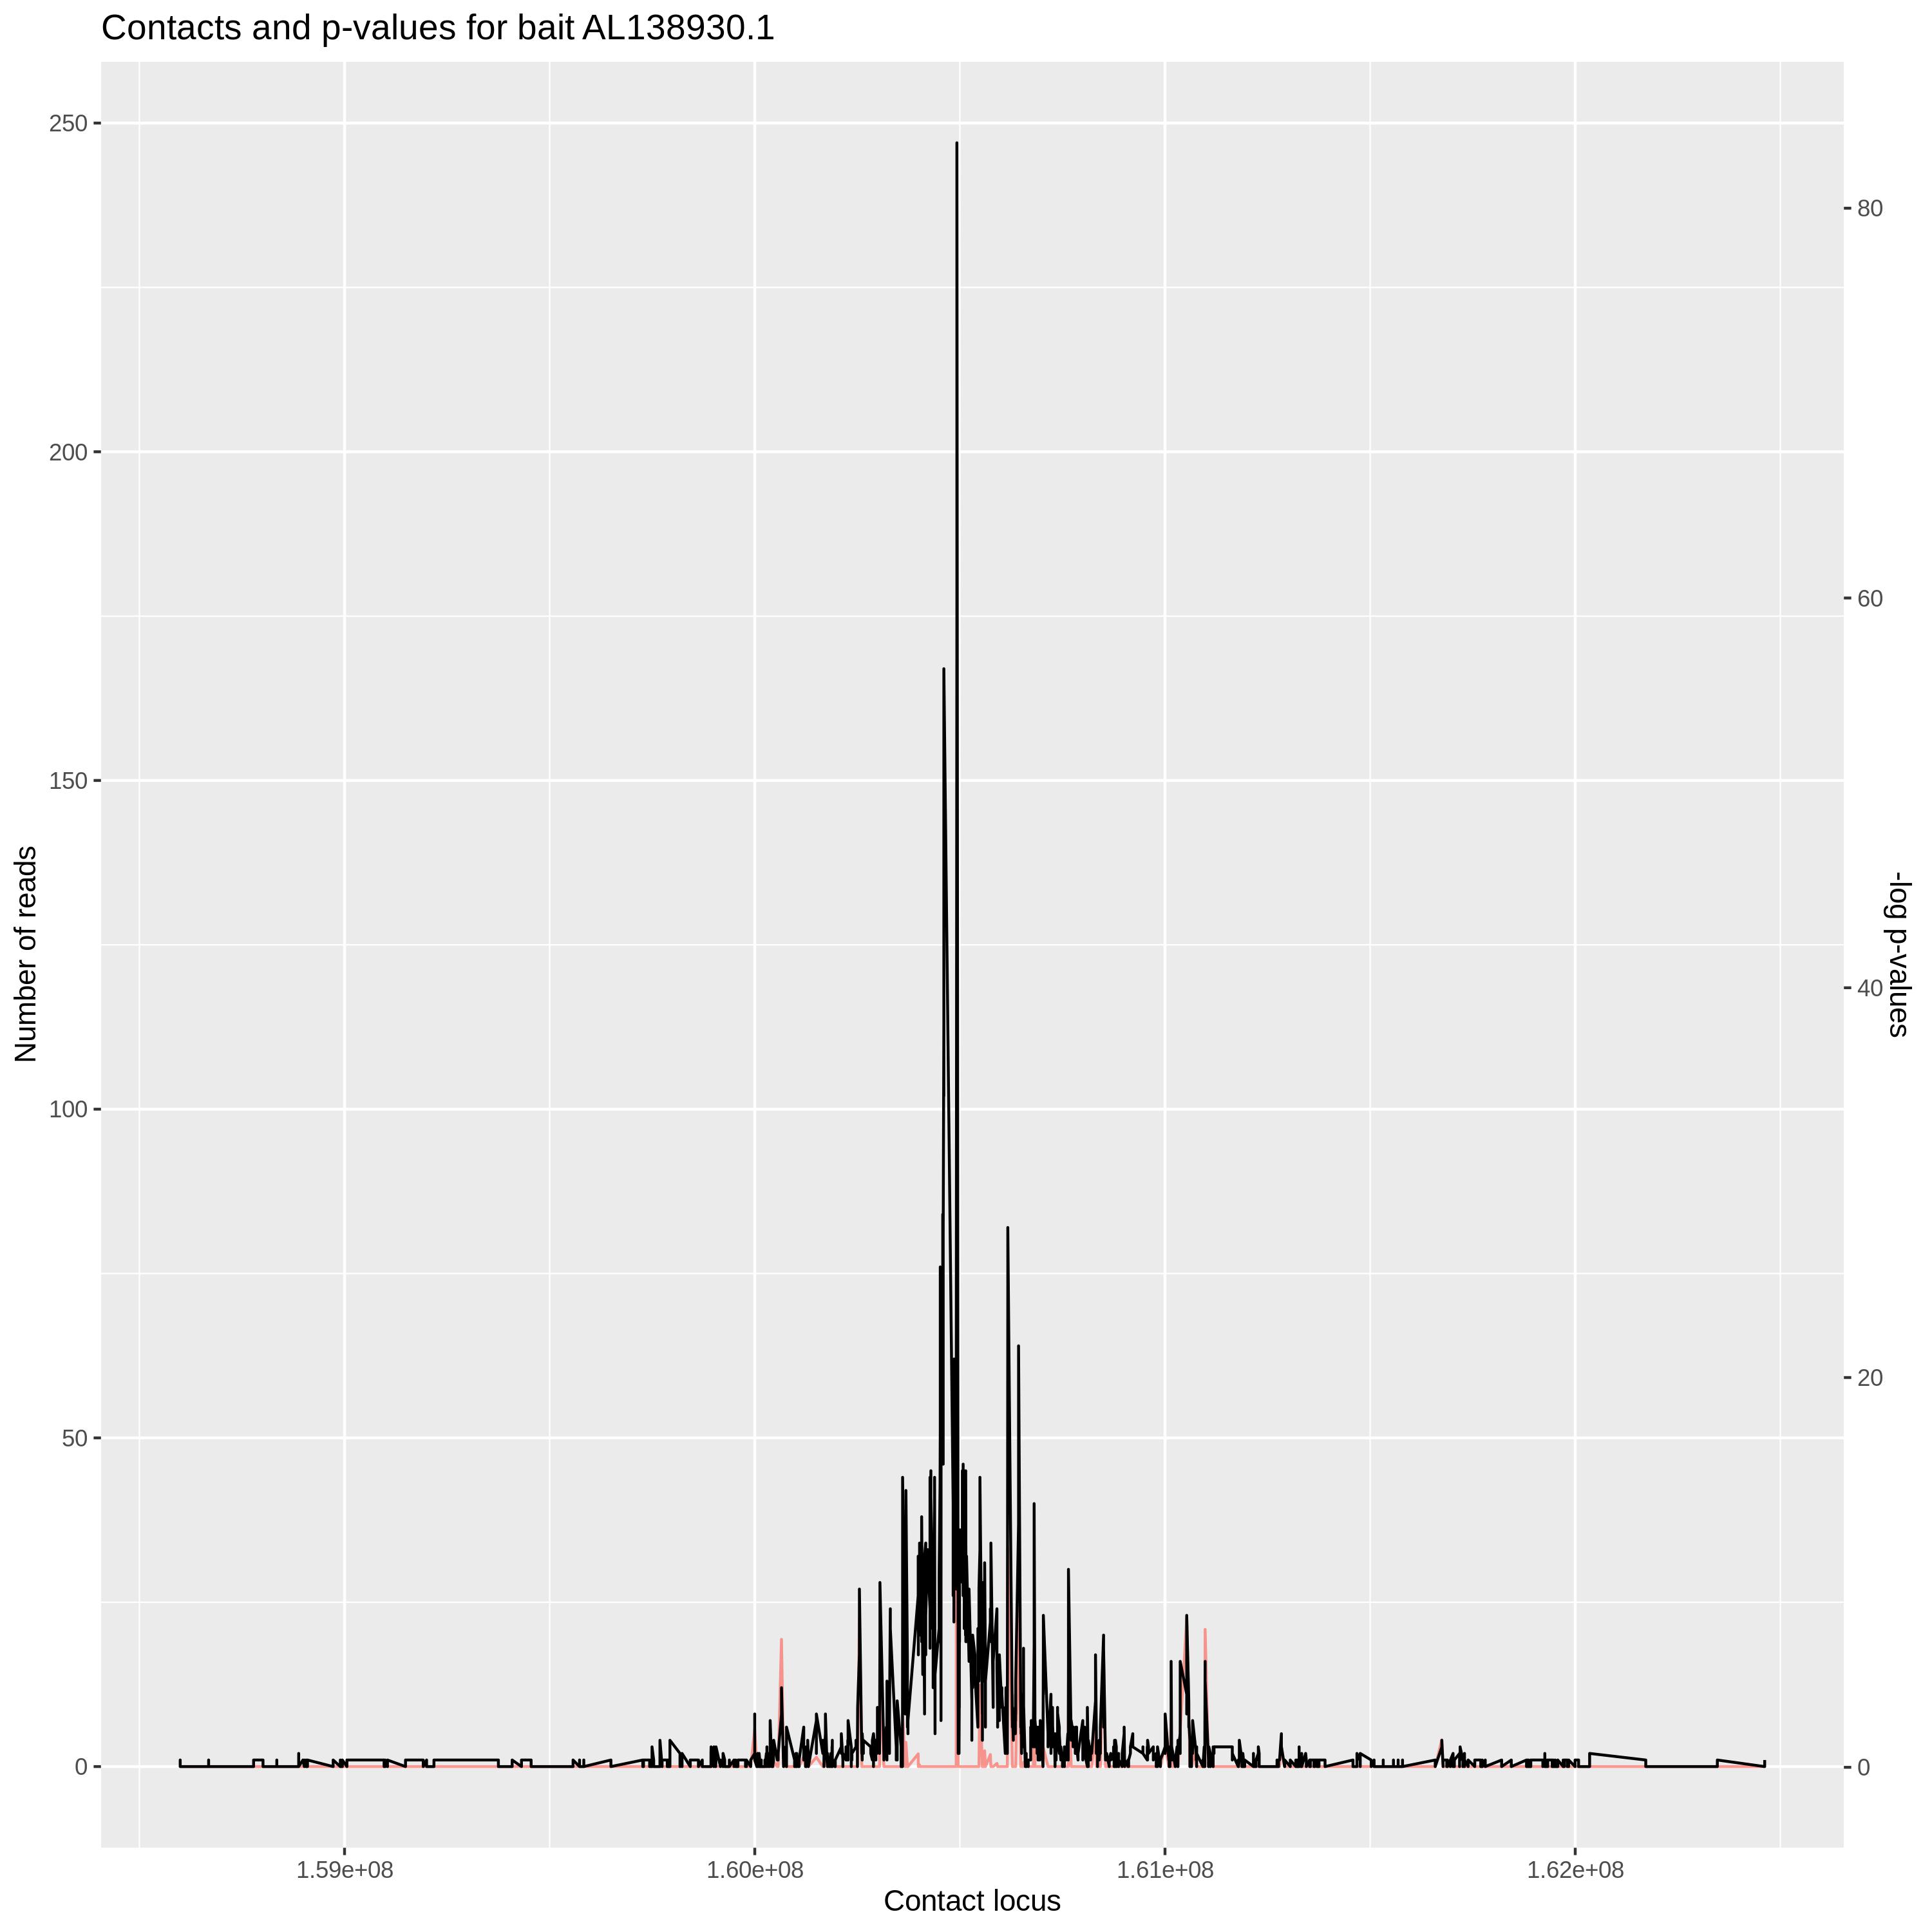 Contacts and p-values for bait AL138930.1
250
200
150
100
50
0
Number of reads
80
60
40
20
0
-log p-values
1.59e+08
1.60e+08
1.61e+08
1.62e+08
Contact locus